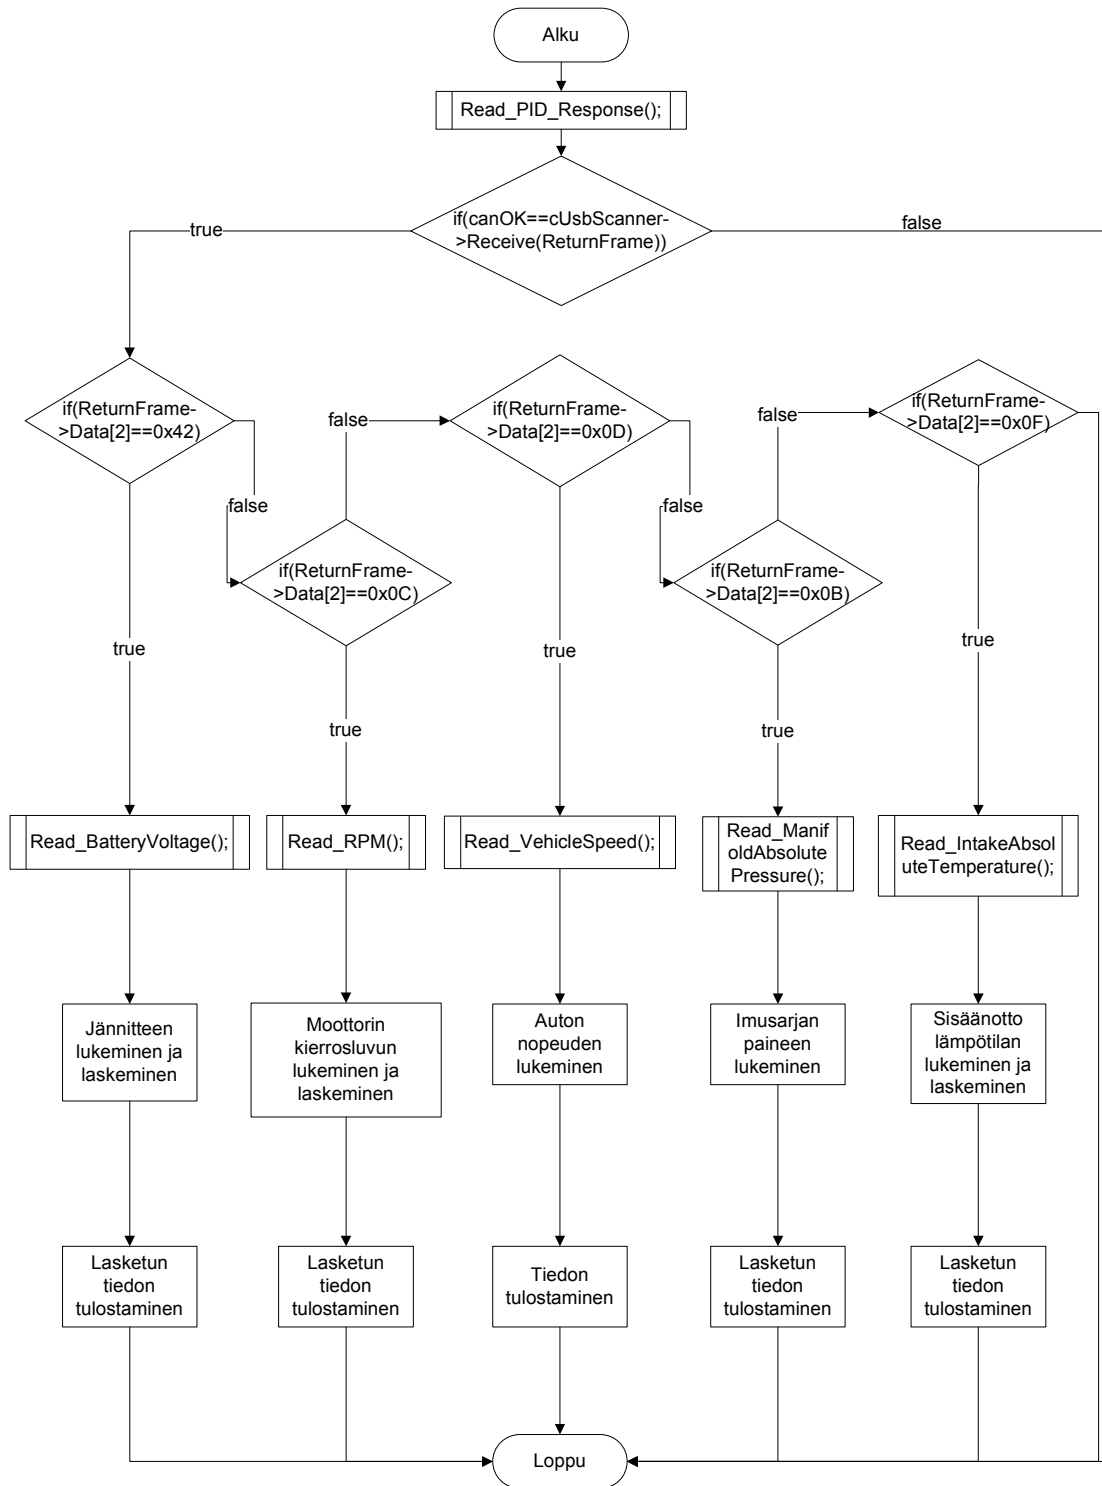 Alku
Read_PID_Response();
if(canOK==cUsbScanner-
>Receive(ReturnFrame))
true
false
if(ReturnFrame-
>Data[2]==0x42)
false
if(ReturnFrame-
>Data[2]==0x0D)
false
if(ReturnFrame-
>Data[2]==0x0F)
false
false
if(ReturnFrame-
>Data[2]==0x0C)
if(ReturnFrame-
>Data[2]==0x0B)
true
true
true
true
true
Read_BatteryVoltage();
Read_RPM();
Read_VehicleSpeed();
Read_Manif
oldAbsolute
Pressure();
Read_IntakeAbsol
uteTemperature();
Jännitteen
lukeminen ja
laskeminen
Moottorin
kierrosluvun
lukeminen ja
laskeminen
Auton
nopeuden
lukeminen
Imusarjan
paineen
lukeminen
Sisäänotto
lämpötilan
lukeminen ja
laskeminen
Lasketun
tiedon
tulostaminen
Lasketun
tiedon
tulostaminen
Tiedon
tulostaminen
Lasketun
tiedon
tulostaminen
Lasketun
tiedon
tulostaminen
Loppu